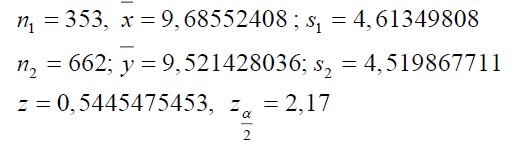 n₁ = 353, x̄ = 9,68552408 ; s₁ = 4,61349808
n₂ = 662; ȳ = 9,521428036; s₂ = 4,519867711
z = 0,5445475453, z_{α/2} = 2,17